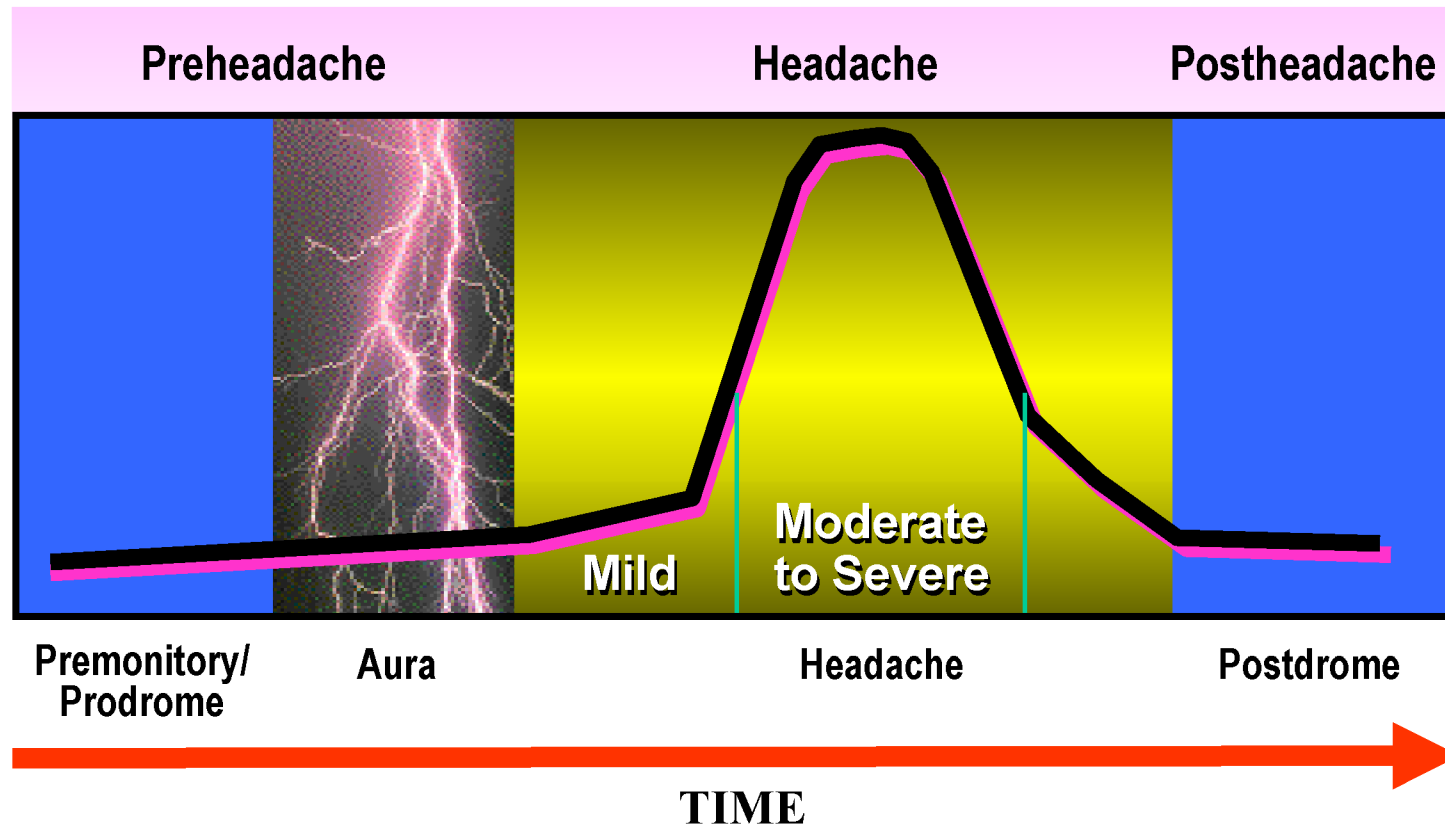 Preheadache Headache Postheadache
Mild
Moderate
to Severe
Premonitory/
Prodrome
Aura
Headache
Postdrome
TIME